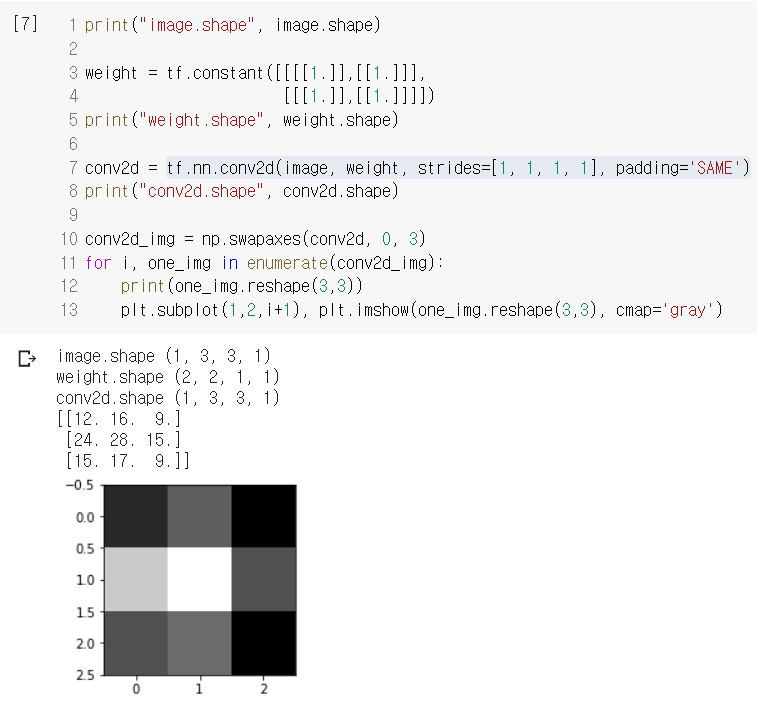 [7]
1 print("image.shape", image.shape)
2
3 weight = tf.constant([[[[1.]],[[1.]]],
4                       [[[1.]],[[1.]]]])
5 print("weight.shape", weight.shape)
6
7 conv2d = tf.nn.conv2d(image, weight, strides=[1, 1, 1, 1], padding='SAME')
8 print("conv2d.shape", conv2d.shape)
9
10 conv2d_img = np.swapaxes(conv2d, 0, 3)
11 for i, one_img in enumerate(conv2d_img):
12     print(one_img.reshape(3,3))
13     plt.subplot(1,2,i+1), plt.imshow(one_img.reshape(3,3), cmap='gray')
image.shape (1, 3, 3, 1)
weight.shape (2, 2, 1, 1)
conv2d.shape (1, 3, 3, 1)
[[12. 16.  9.]
 [24. 28. 15.]
 [15. 17.  9.]]
−0.5
0.0
0.5
1.0
1.5
2.0
2.5
0 1 2